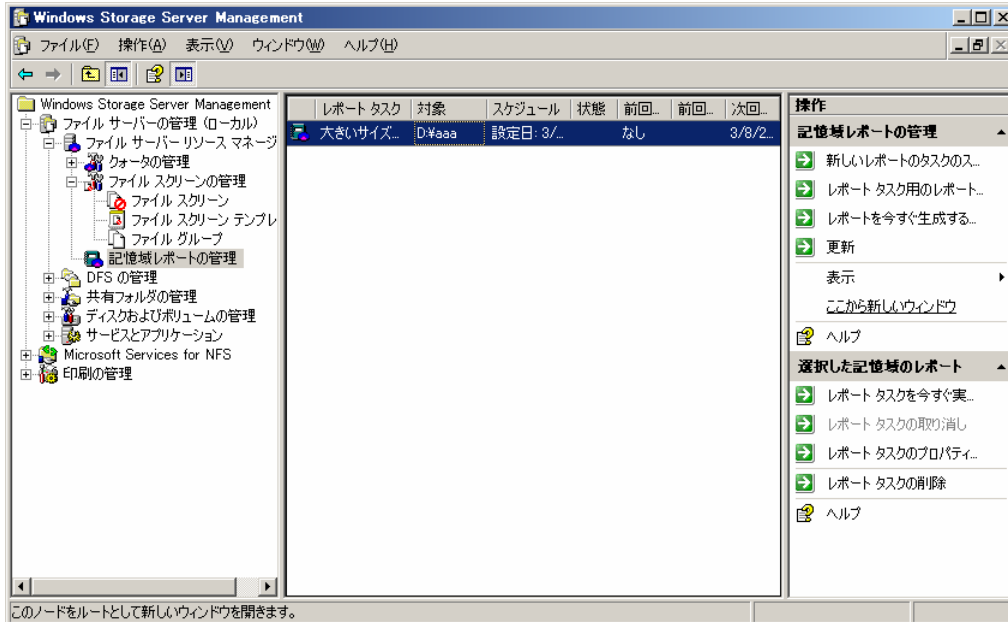 Windows Storage Server Management
ファイル(F) 操作(A) 表示(V) ウィンドウ(W) ヘルプ(H)
Windows Storage Server Management
ファイル サーバーの管理 (ローカル)
ファイル サーバー リソース マネージ
クォータの管理
ファイル スクリーンの管理
ファイル スクリーン
ファイル スクリーン テンプレ
ファイル グループ
記憶域レポートの管理
DFS の管理
共有フォルダの管理
ディスクおよびボリュームの管理
サービスとアプリケーション
Microsoft Services for NFS
印刷の管理
レポート タスク 対象 スケジュール 状態 前回... 前回... 次回...
大きいサイズ... D:¥aaa 設定日: 3/... なし 3/8/2...
操作
記憶域レポートの管理
新しいレポートのタスクのス...
レポート タスク用のレポート...
レポートを今すぐ生成する...
更新
表示
ここから新しいウィンドウ
ヘルプ
選択した記憶域のレポート
レポート タスクを今すぐ実...
レポート タスクの取り消し
レポート タスクのプロパティ...
レポート タスクの削除
ヘルプ
このノードをルートとして新しいウィンドウを開きます。